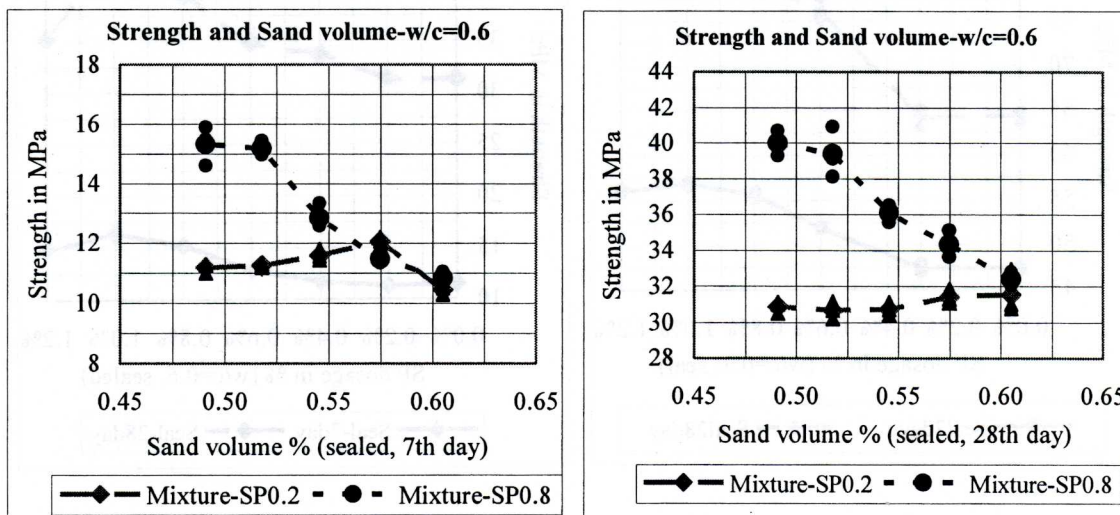 Strength and Sand volume-w/c=0.6
Strength in MPa
18
16
14
12
10
8
0.45 0.50 0.55 0.60 0.65
Sand volume % (sealed, 7th day)
Mixture-SP0.2 Mixture-SP0.8
Strength and Sand volume-w/c=0.6
Strength in MPa
44
42
40
38
36
34
32
30
28
0.45 0.50 0.55 0.60 0.65
Sand volume % (sealed, 28th day)
Mixture-SP0.2 Mixture-SP0.8